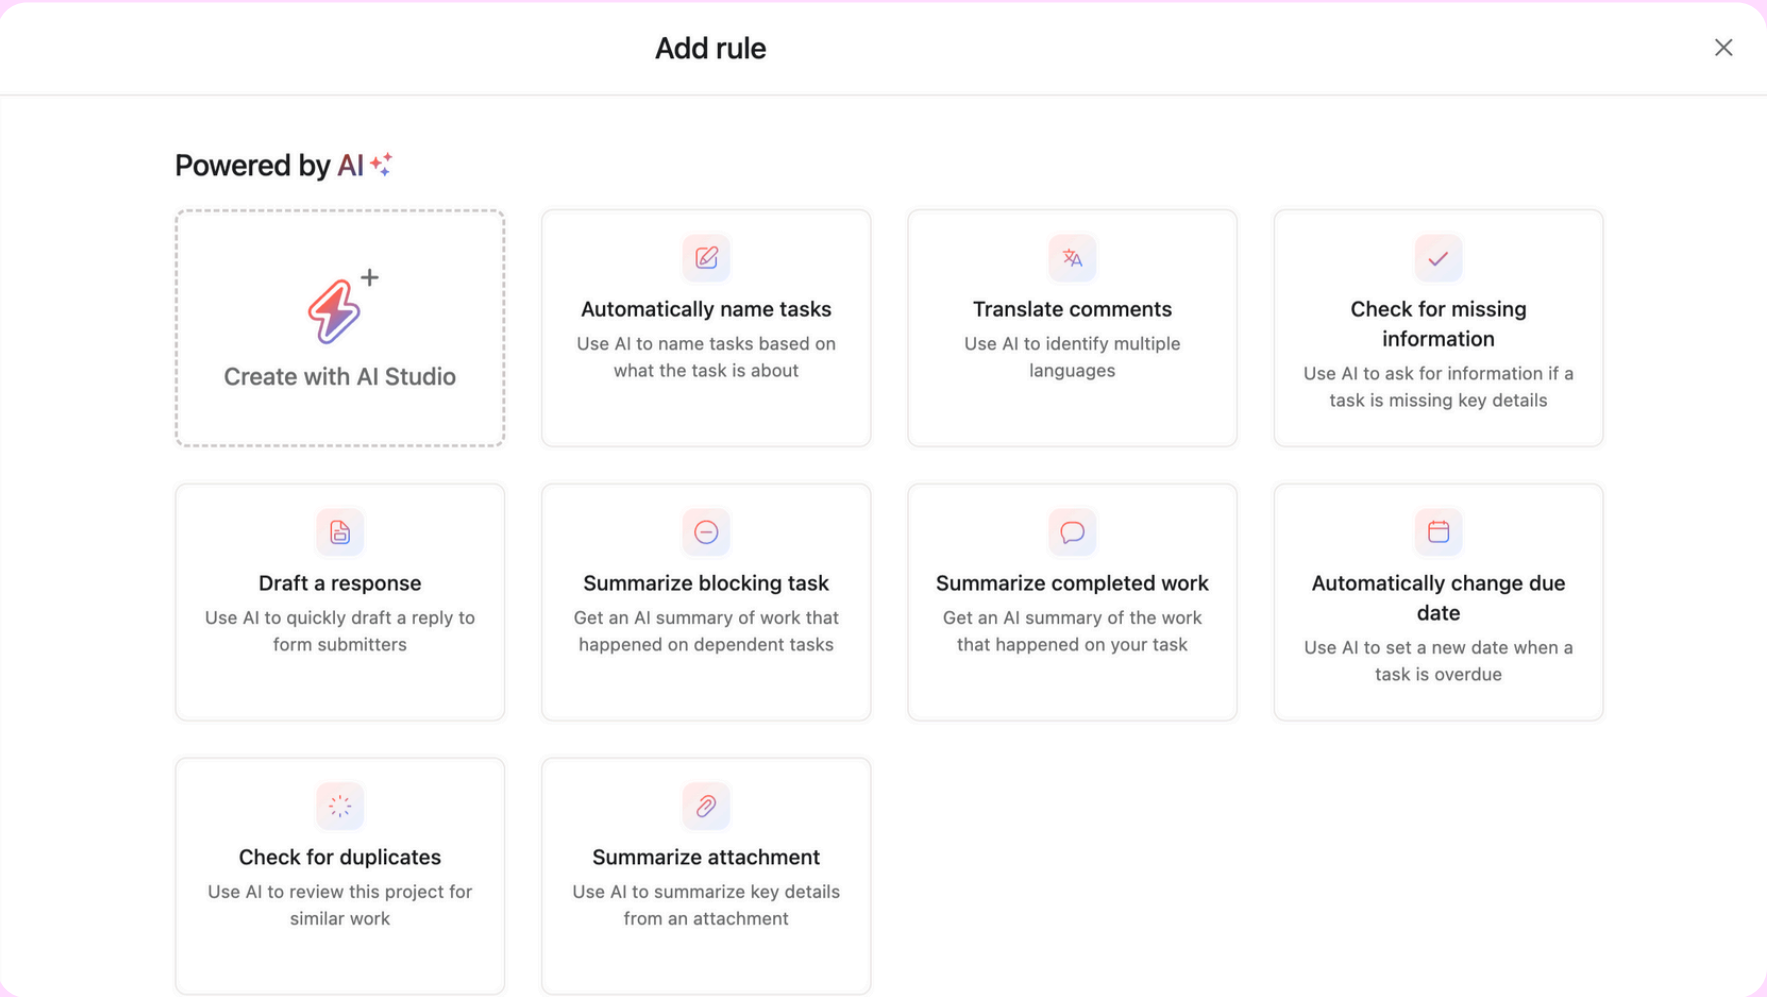 Add rule
Powered by AI
Create with AI Studio
Automatically name tasks
Use AI to name tasks based on
what the task is about
Translate comments
Use AI to identify multiple
languages
Check for missing
information
Use AI to ask for information if a
task is missing key details
Draft a response
Use AI to quickly draft a reply to
form submitters
Summarize blocking task
Get an AI summary of work that
happened on dependent tasks
Summarize completed work
Get an AI summary of the work
that happened on your task
Automatically change due
date
Use AI to set a new date when a
task is overdue
Check for duplicates
Use AI to review this project for
similar work
Summarize attachment
Use AI to summarize key details
from an attachment